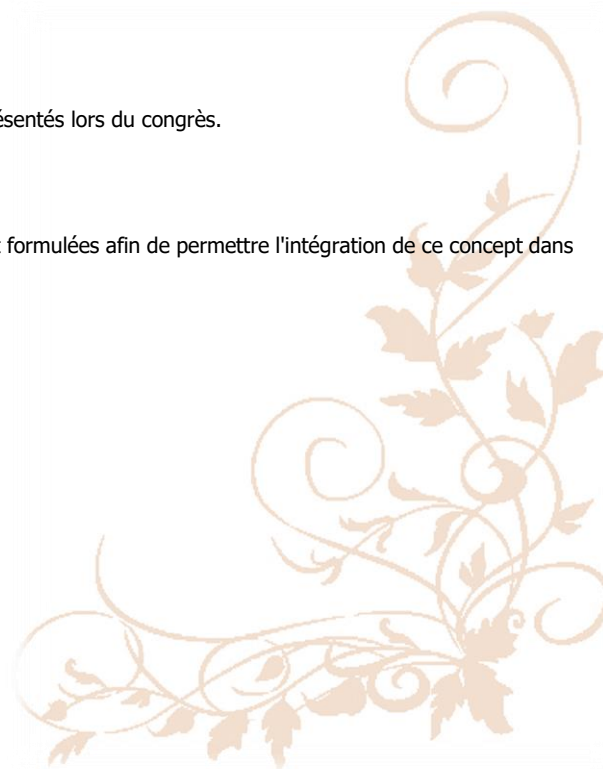 ésentés lors du congrès.
formulées afin de permettre l'intégration de ce concept dans